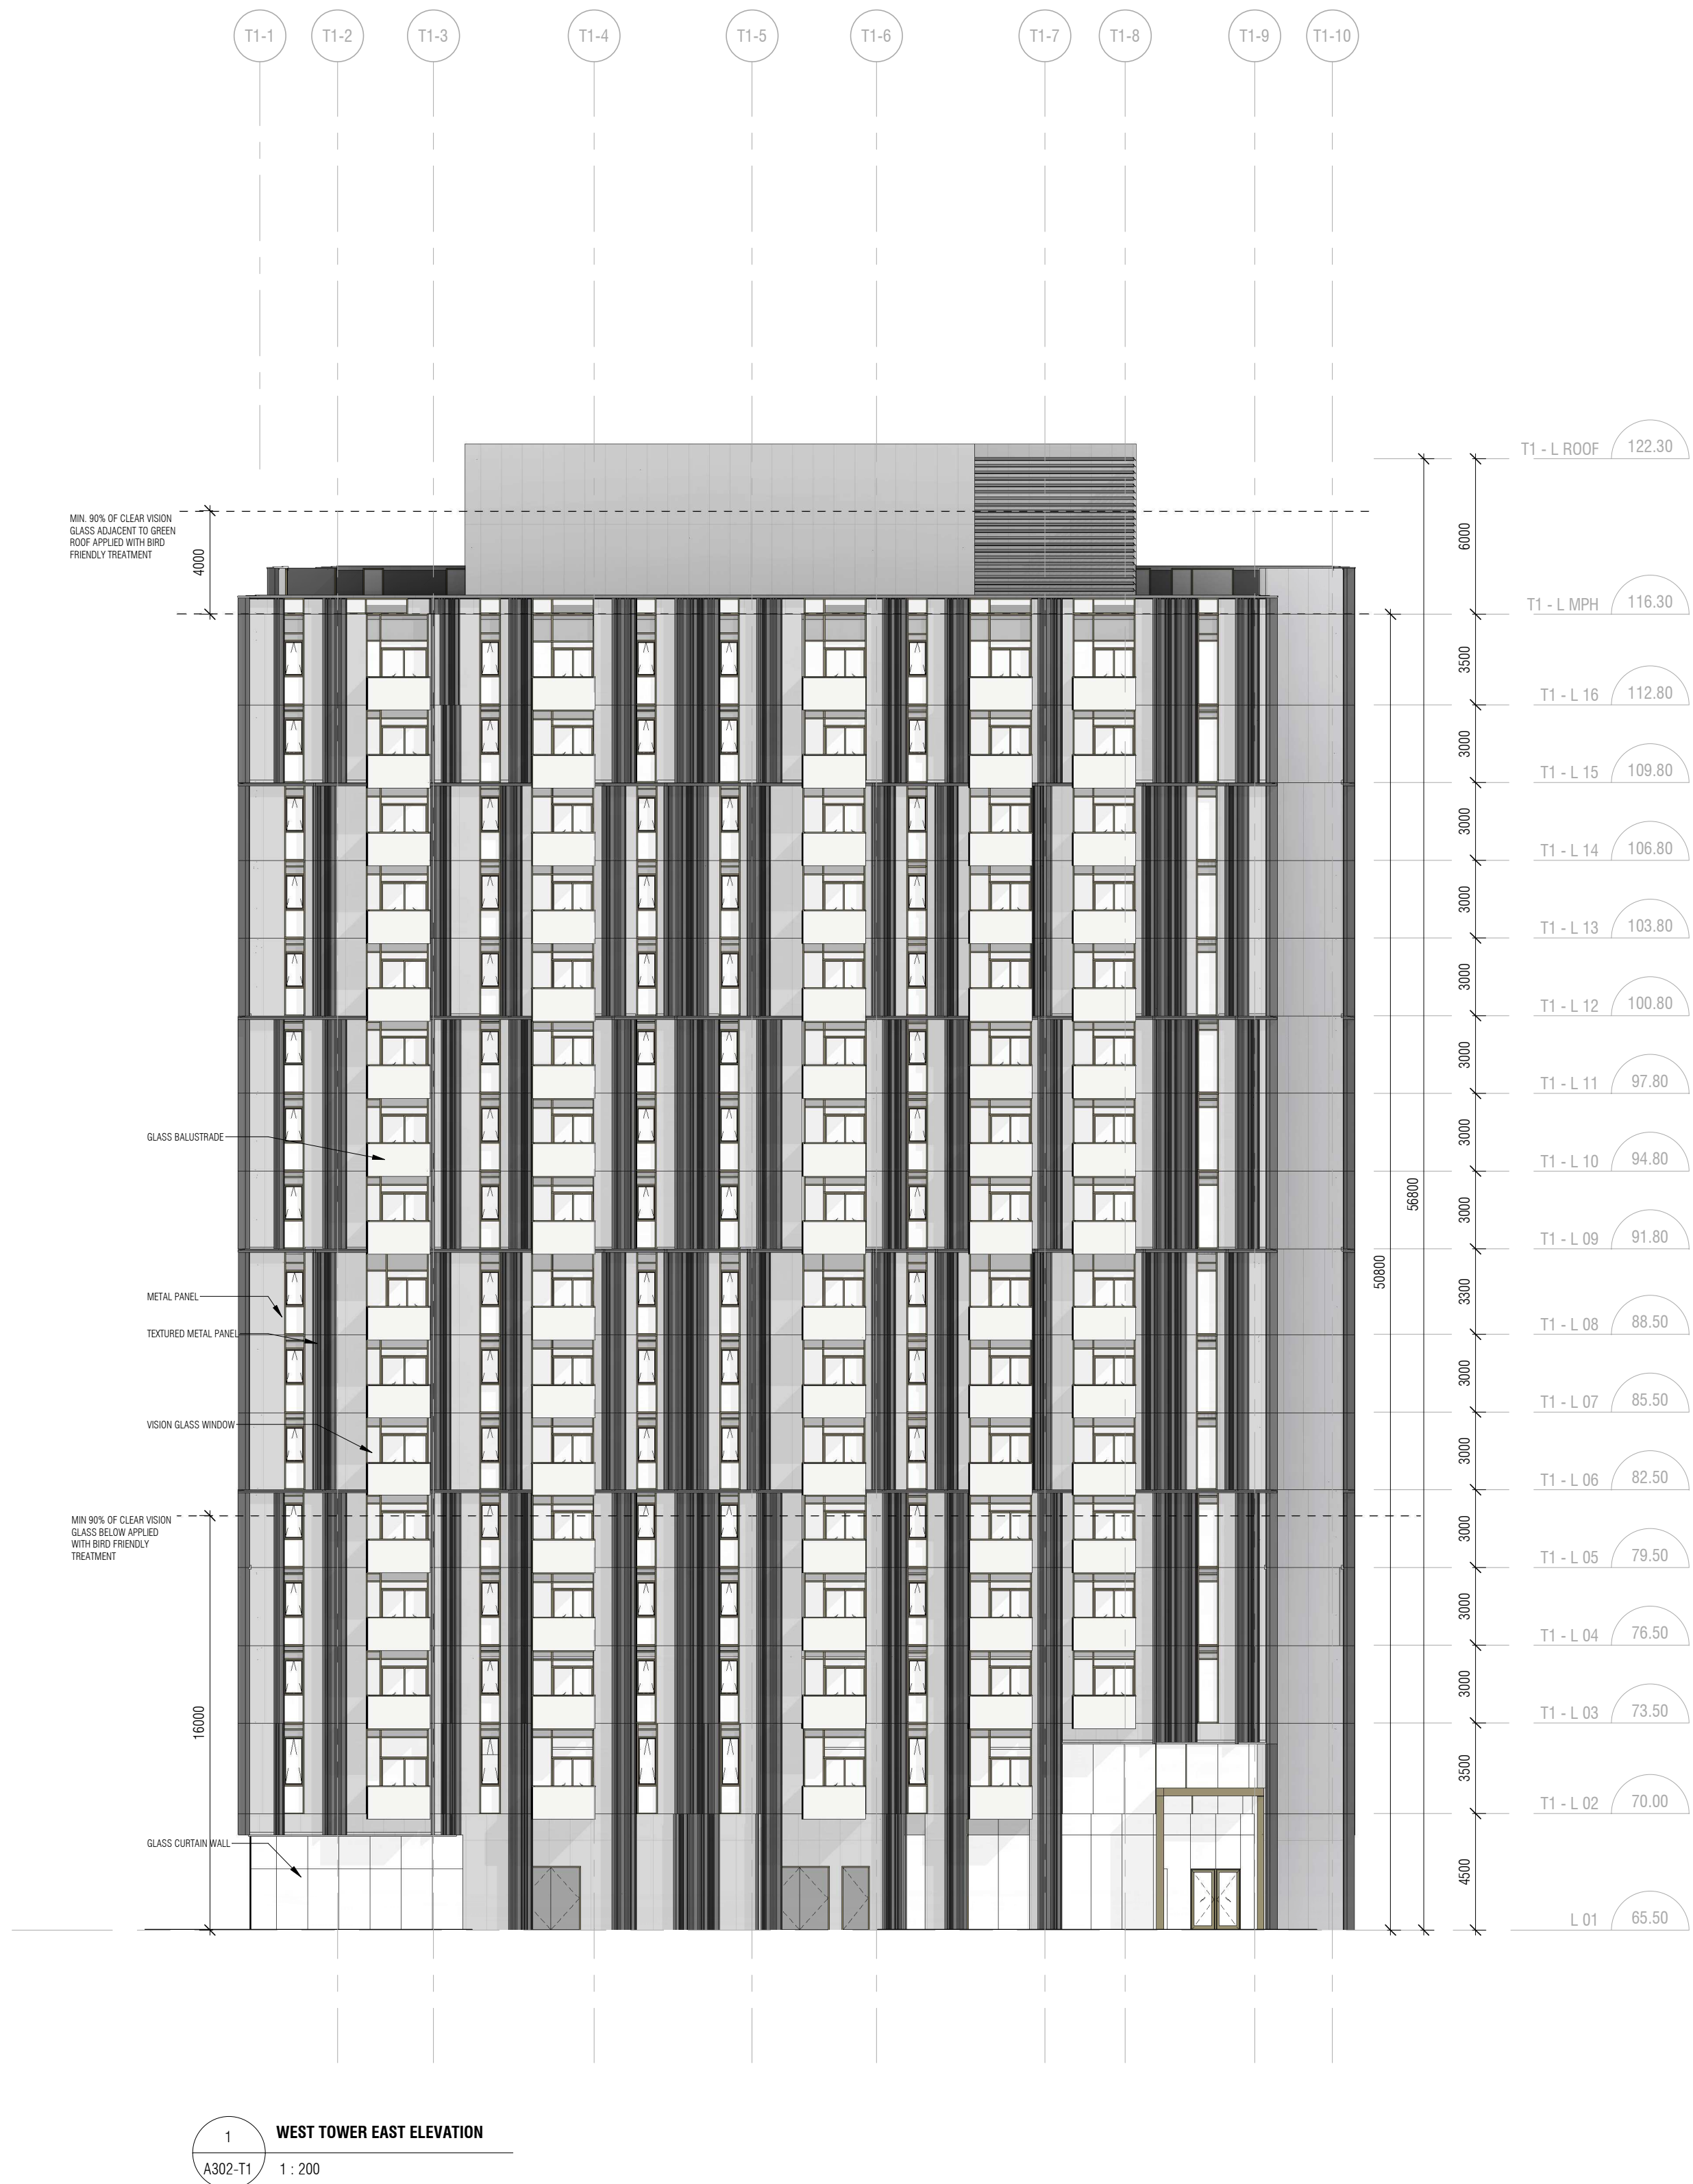 T1-1 T1-2 T1-3 T1-4 T1-5 T1-6 T1-7 T1-8 T1-9 T1-10
T1 - L ROOF 122.30
MIN. 90% OF CLEAR VISION
GLASS ADJACENT TO GREEN
ROOF APPLIED WITH BIRD
FRIENDLY TREATMENT
4000
6000
T1 - L MPH 116.30
3500
T1 - L 16 112.80
3000
T1 - L 15 109.80
3000
T1 - L 14 106.80
3000
T1 - L 13 103.80
3000
T1 - L 12 100.80
3000
T1 - L 11 97.80
GLASS BALUSTRADE
3000
T1 - L 10 94.80
56800
3000
T1 - L 09 91.80
50800
METAL PANEL
3300
T1 - L 08 88.50
TEXTURED METAL PANEL
3000
T1 - L 07 85.50
VISION GLASS WINDOW
3000
T1 - L 06 82.50
MIN 90% OF CLEAR VISION
GLASS BELOW APPLIED
WITH BIRD FRIENDLY
TREATMENT
3000
T1 - L 05 79.50
3000
T1 - L 04 76.50
16000
3000
T1 - L 03 73.50
3500
T1 - L 02 70.00
GLASS CURTAIN WALL
4500
L 01 65.50
1 WEST TOWER EAST ELEVATION
A302-T1 1 : 200